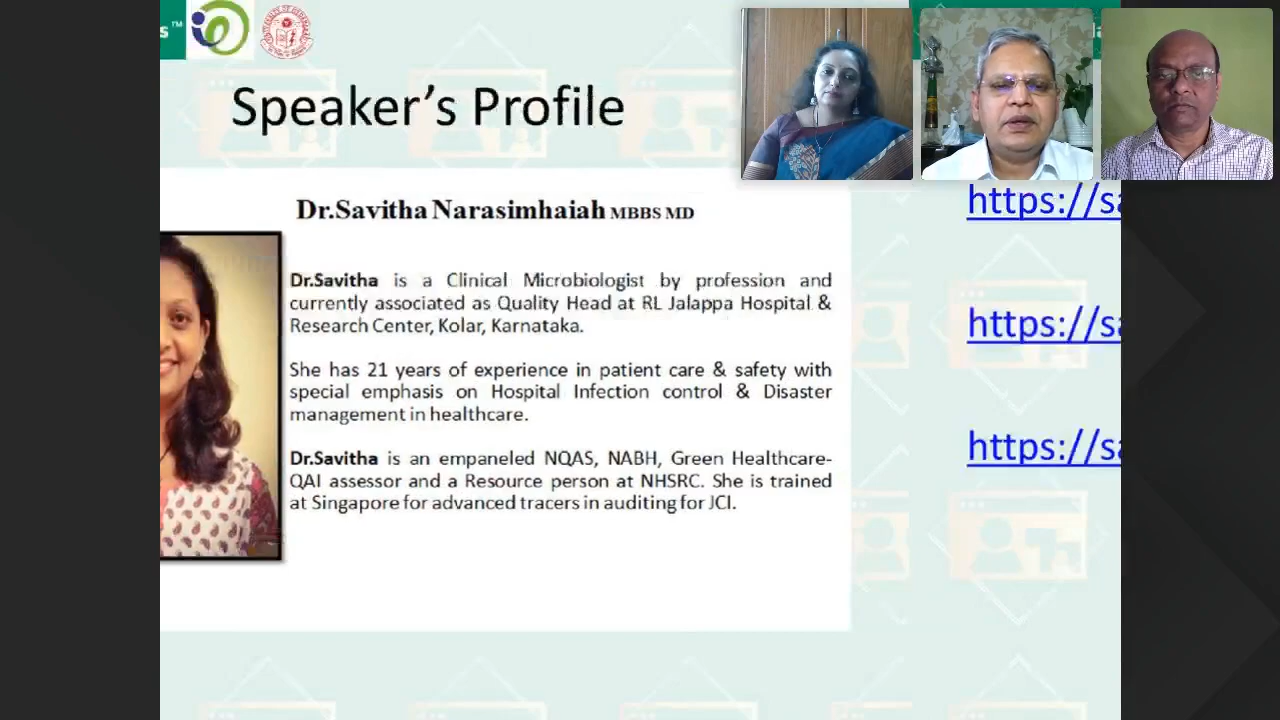 s™
Speaker's Profile
Dr.Savitha Narasimhaiah MBBS MD
Dr.Savitha is a Clinical Microbiologist by profession and
currently associated as Quality Head at RL Jalappa Hospital &
Research Center, Kolar, Karnataka.
She has 21 years of experience in patient care & safety with
special emphasis on Hospital Infection control & Disaster
management in healthcare.
Dr.Savitha is an empaneled NQAS, NABH, Green Healthcare-
QAI assessor and a Resource person at NHSRC. She is trained
at Singapore for advanced tracers in auditing for JCI.
https://sa
https://sa
https://sa